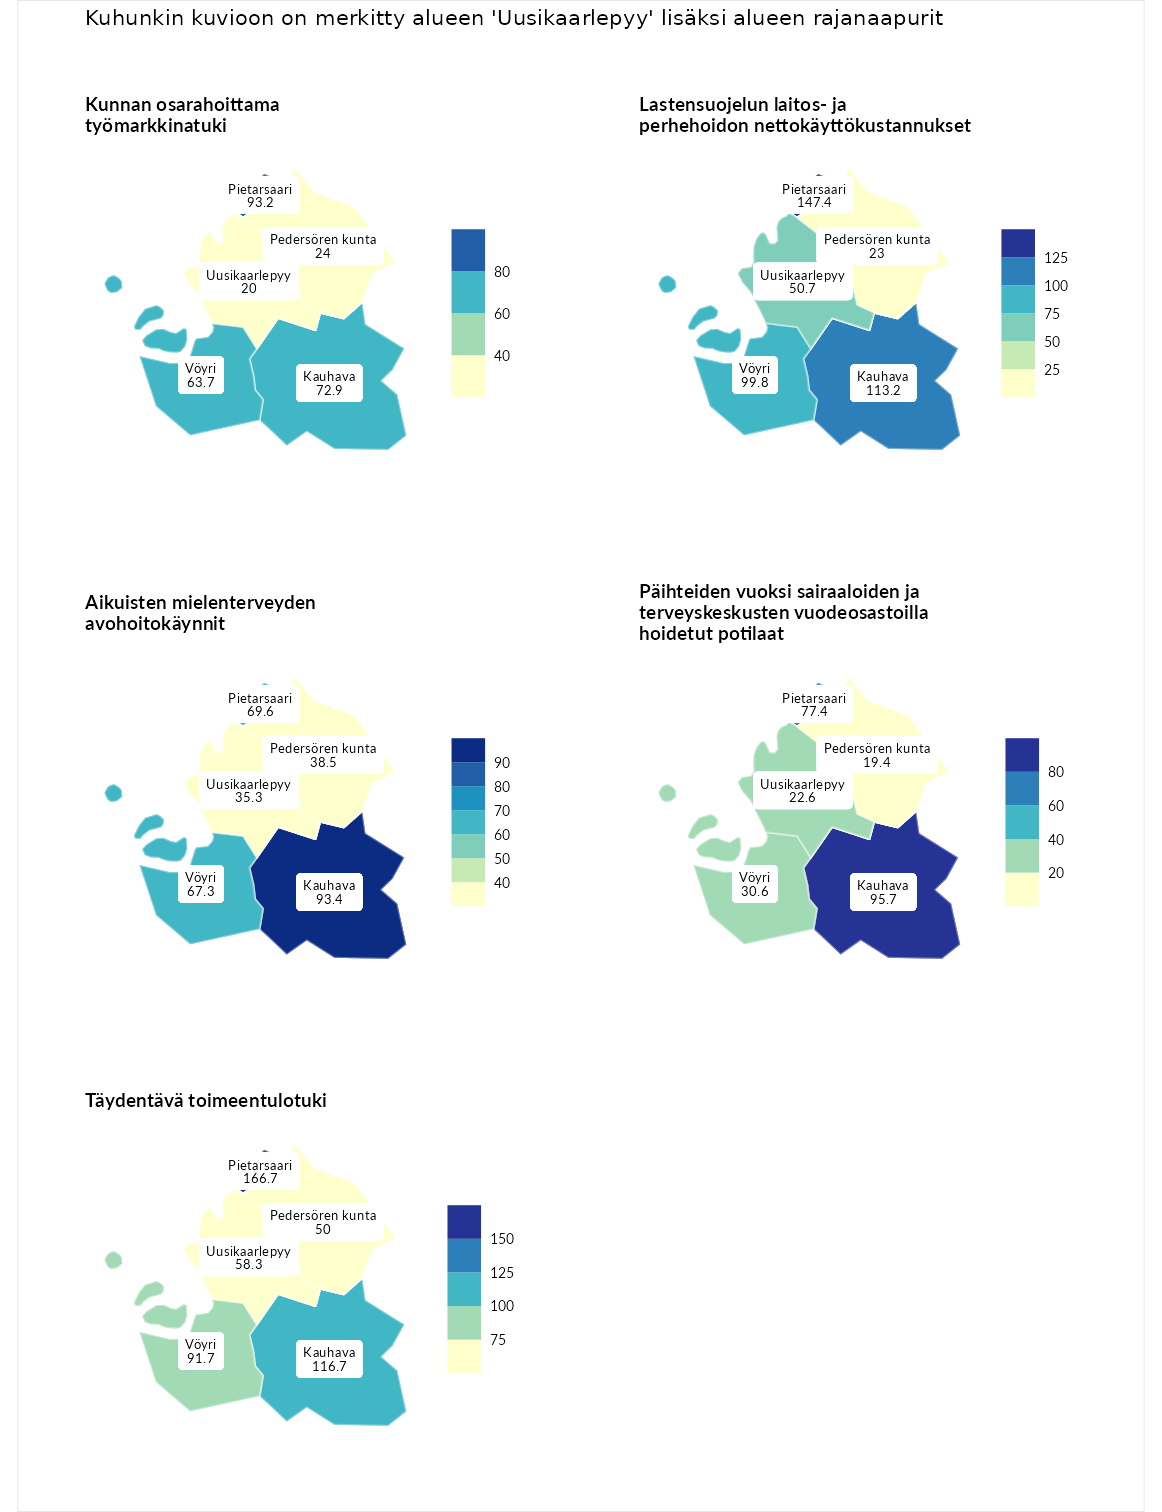 Kuhunkin kuvioon on merkitty alueen 'Uusikaarlepyy' lisäksi alueen rajanaapurit
Kunnan osarahoittama
työmarkkinatuki
Pietarsaari
93.2
Pedersören kunta
24
Uusikaarlepyy
20
Vöyri
63.7
Kauhava
72.9
80
60
40
Lastensuojelun laitos- ja
perhehoidon nettokäyttökustannukset
Pietarsaari
147.4
Pedersören kunta
23
Uusikaarlepyy
50.7
Vöyri
99.8
Kauhava
113.2
125
100
75
50
25
Aikuisten mielenterveyden
avohoitokäynnit
Pietarsaari
69.6
Pedersören kunta
38.5
Uusikaarlepyy
35.3
Vöyri
67.3
Kauhava
93.4
90
80
70
60
50
40
Päihteiden vuoksi sairaaloiden ja
terveyskeskusten vuodeosastoilla
hoidetut potilaat
Pietarsaari
77.4
Pedersören kunta
19.4
Uusikaarlepyy
22.6
Vöyri
30.6
Kauhava
95.7
80
60
40
20
Täydentävä toimeentulotuki
Pietarsaari
166.7
Pedersören kunta
50
Uusikaarlepyy
58.3
Vöyri
91.7
Kauhava
116.7
150
125
100
75